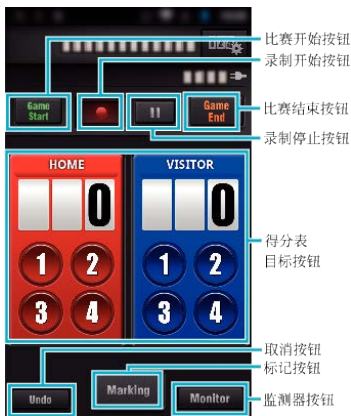 比赛开始按钮
录制开始按钮
Game
Start
Game
End
比赛结束按钮
录制停止按钮
HOME
VISITOR
0
0
1
2
1
2
3
4
3
4
得分表
目标按钮
取消按钮
标记按钮
Undo
Marking
Monitor
监测器按钮